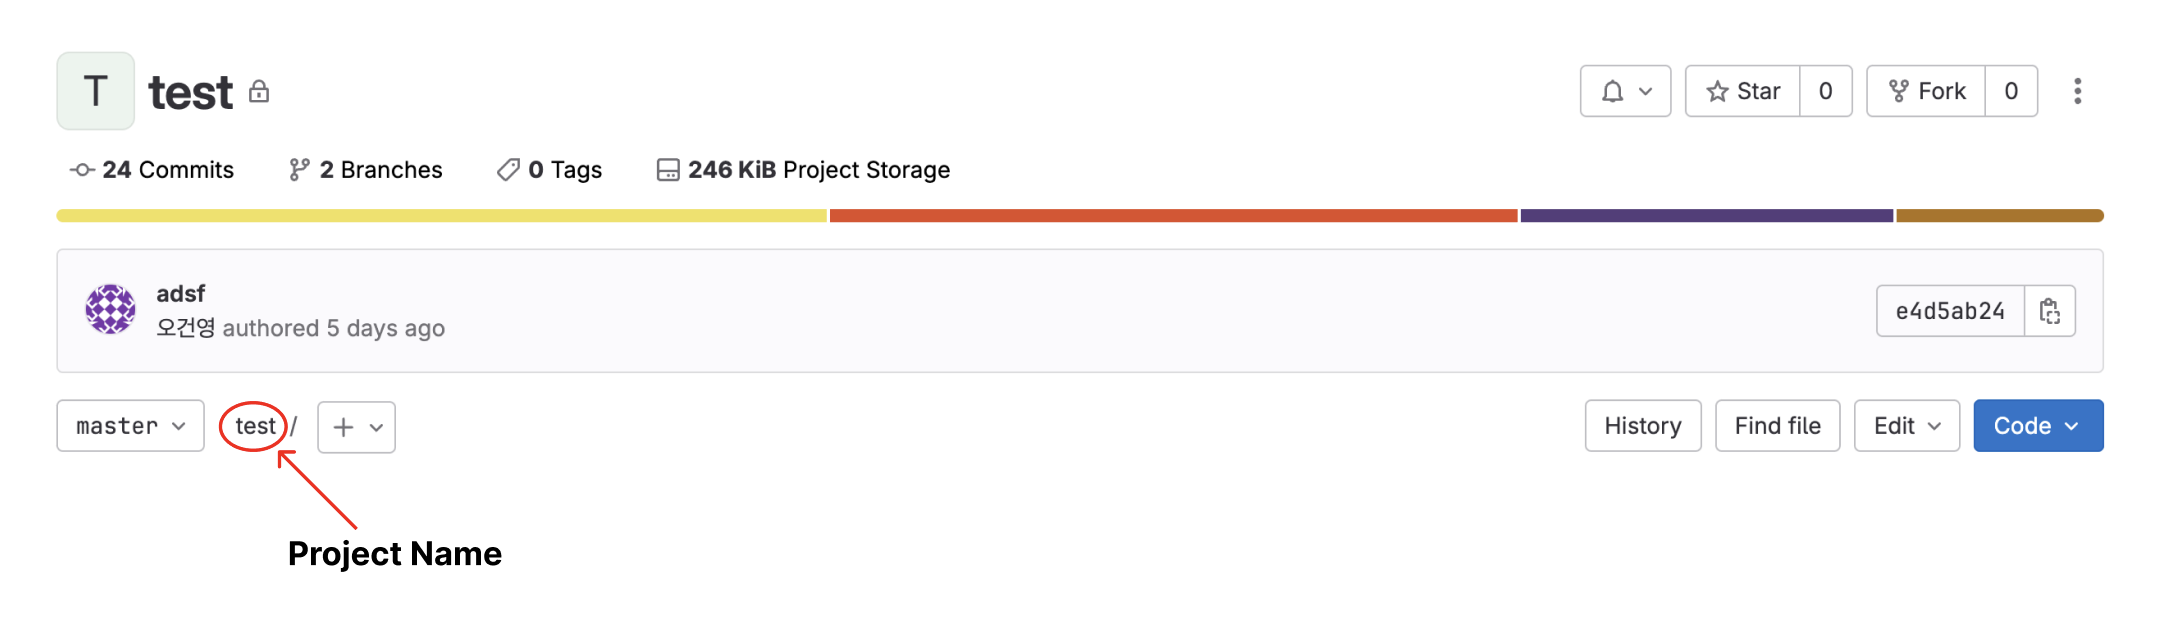 T test
Star 0 Fork 0
24 Commits 2 Branches 0 Tags 246 KiB Project Storage
adsf
오건영 authored 5 days ago
e4d5ab24
master test / + History Find file Edit Code
Project Name